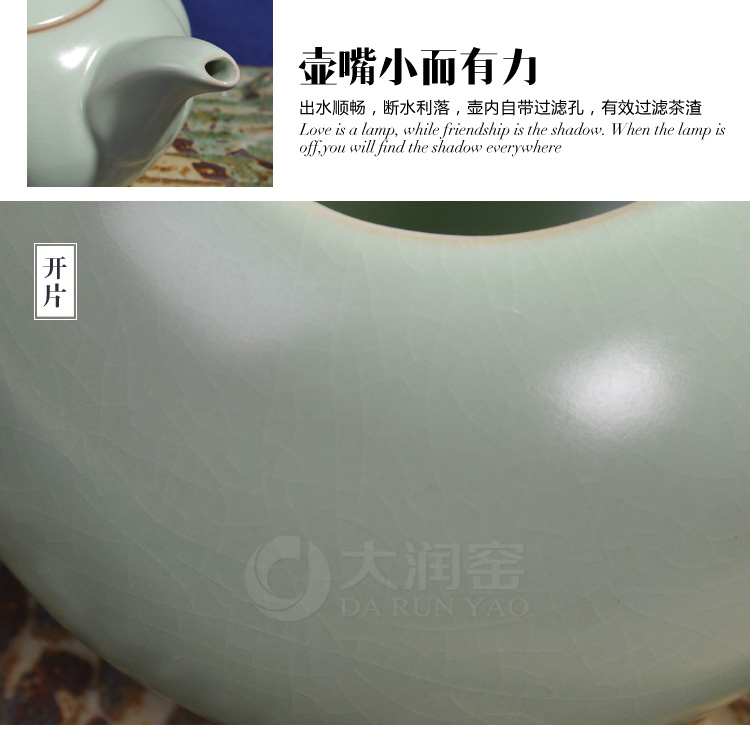 壶嘴小而有力
出水顺畅，断水利落，壶内自带过滤孔，有效过滤茶渣
Love is a lamp, while friendship is the shadow. When the lamp is
off,you will find the shadow everywhere
开片
大润窑
DA RUN YAO